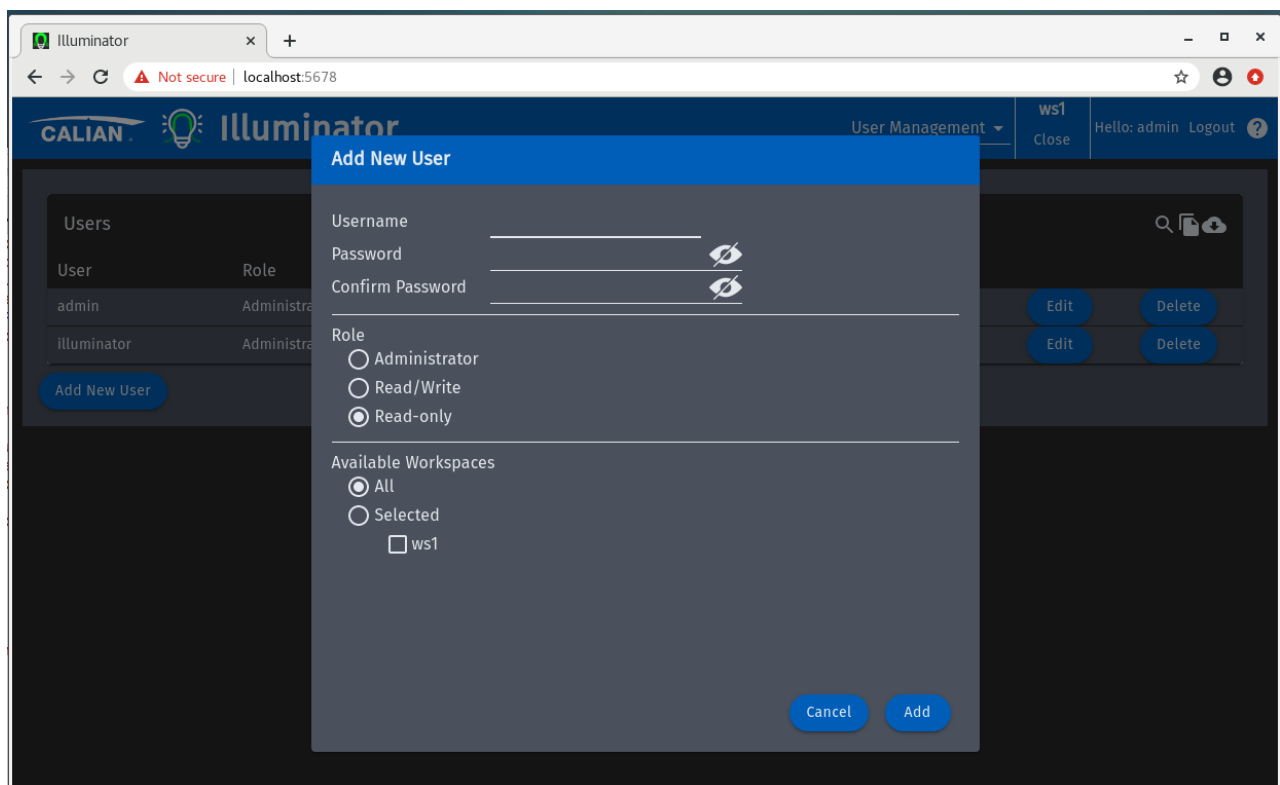 Illuminator
Not secure | localhost:5678
CALIAN. Illuminator User Management ws1 Close Hello: admin Logout ?
Add New User
Users
User Role
admin Administra Edit Delete
illuminator Administra Edit Delete
Add New User
Username
Password
Confirm Password
Role
Administrator
Read/Write
Read-only
Available Workspaces
All
Selected
ws1
Cancel Add